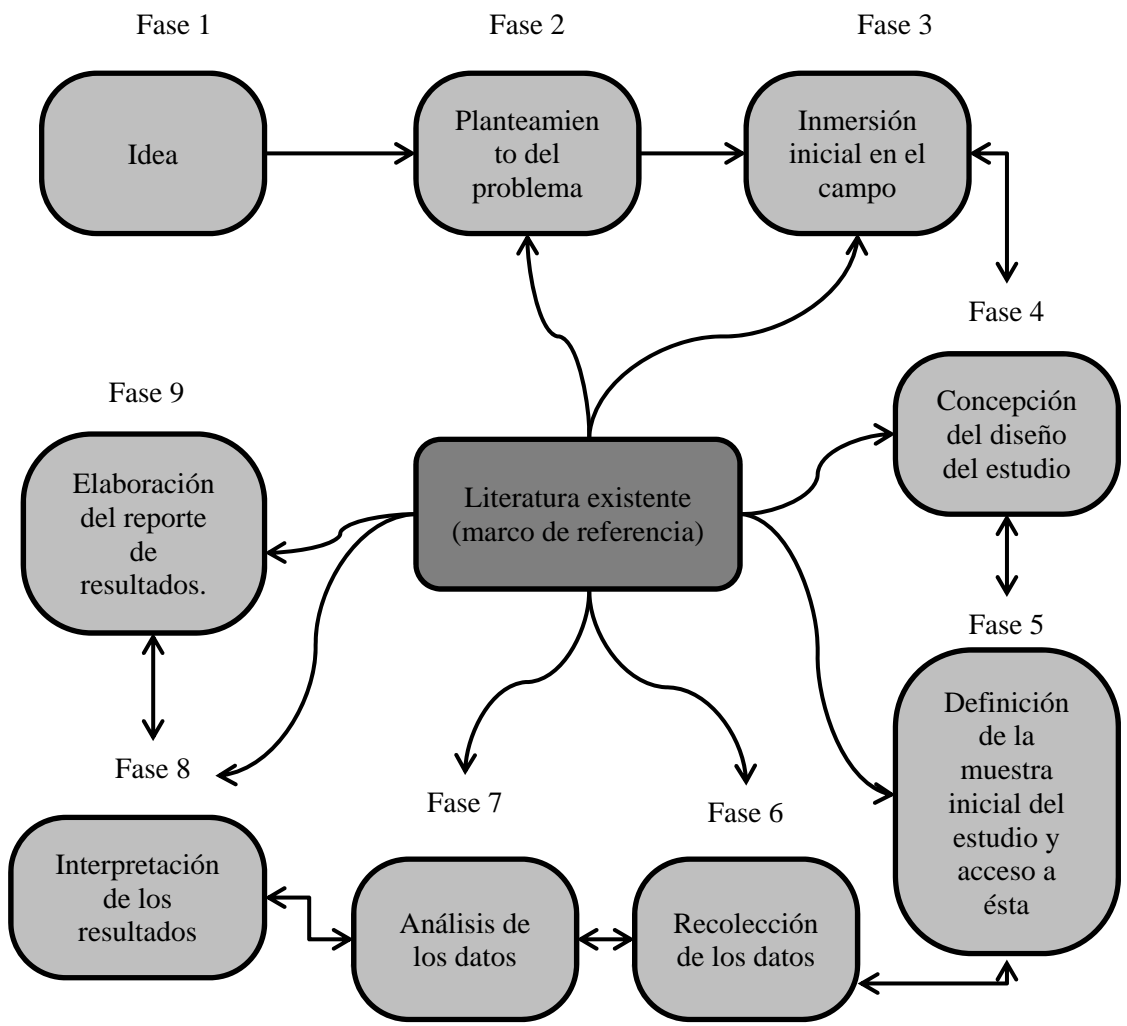 Fase 1
Fase 2
Fase 3
Idea
Planteamien
to del
problema
Inmersión
inicial en el
campo
Fase 4
Concepción
del diseño
del estudio
Fase 9
Elaboración
del reporte
de
resultados.
Literatura existente
(marco de referencia)
Fase 5
Definición
de la
muestra
inicial del
estudio y
acceso a
ésta
Fase 8
Fase 7
Fase 6
Interpretación
de los
resultados
Análisis de
los datos
Recolección
de los datos